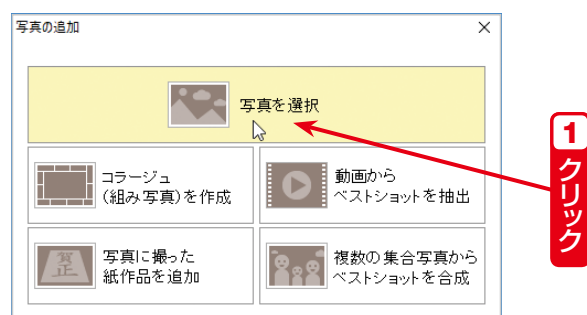 写真の追加
写真を選択
コラージュ
(組み写真)を作成
動画から
ベストショットを抽出
写真に撮った
紙作品を追加
賀正
複数の集合写真から
ベストショットを合成
1 クリック